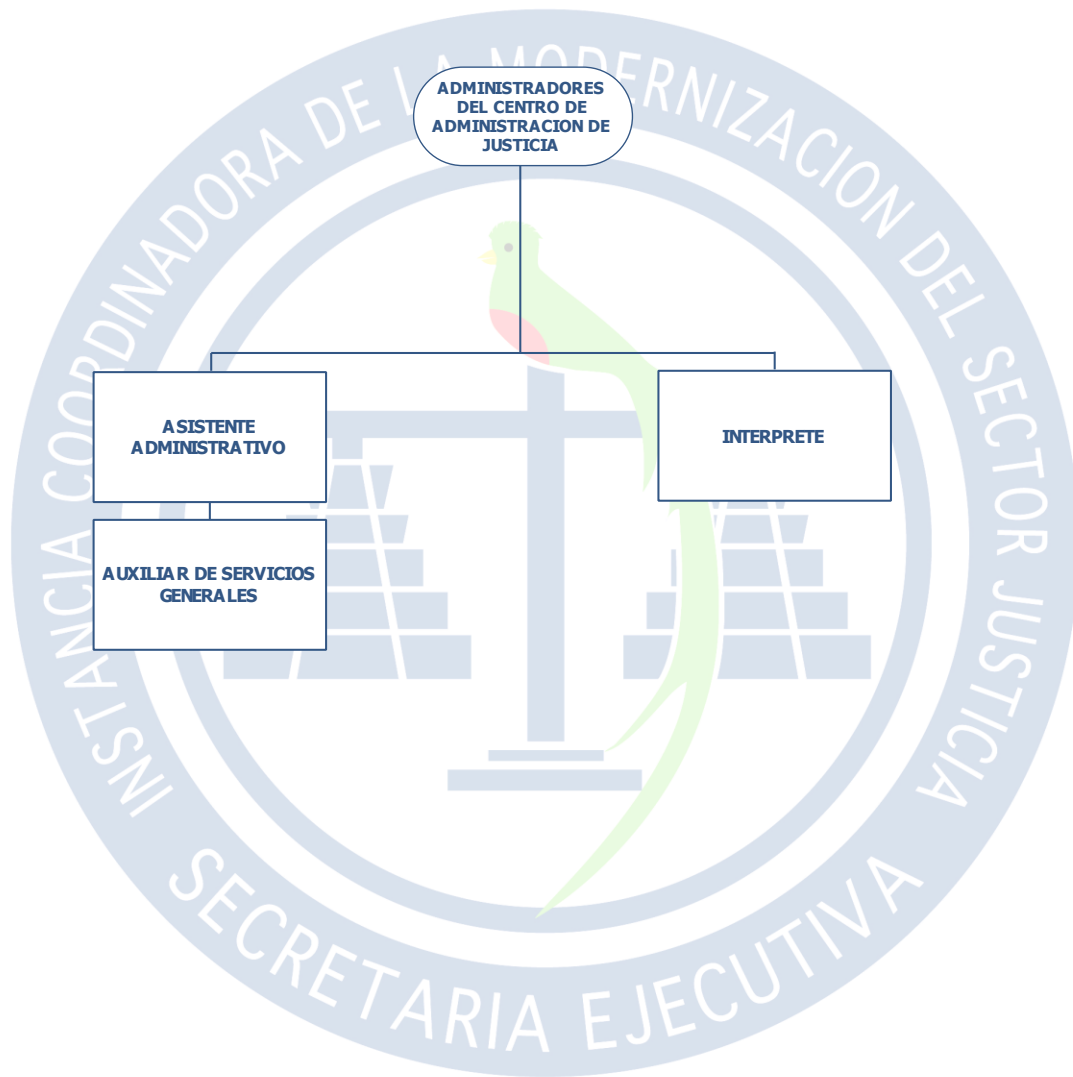 ADMINISTRADORES
DEL CENTRO DE
ADMINISTRACION DE
JUSTICIA
ASISTENTE
ADMINISTRATIVO
INTERPRETE
AUXILIAR DE SERVICIOS
GENERALES
INSTANCIA COORDINADORA DE LA MODERNIZACION DEL SECTOR JUSTICIA
SECRETARIA EJECUTIVA